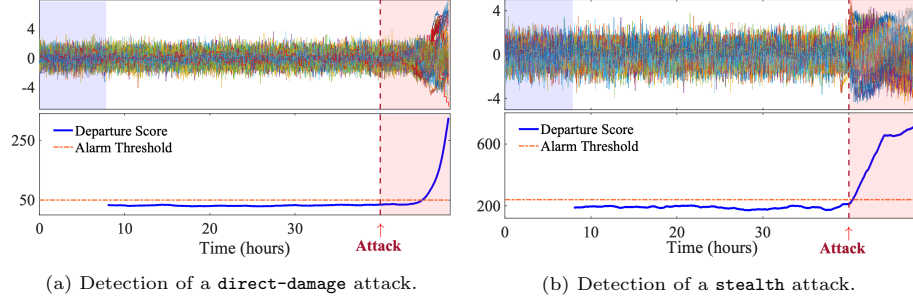 4
0
-4
250
50
Departure Score
Alarm Threshold
0
10
20
30
Time (hours)
Attack
(a) Detection of a direct-damage attack.
4
0
-4
600
200
Departure Score
Alarm Threshold
0
10
20
30
Time (hours)
Attack
(b) Detection of a stealth attack.